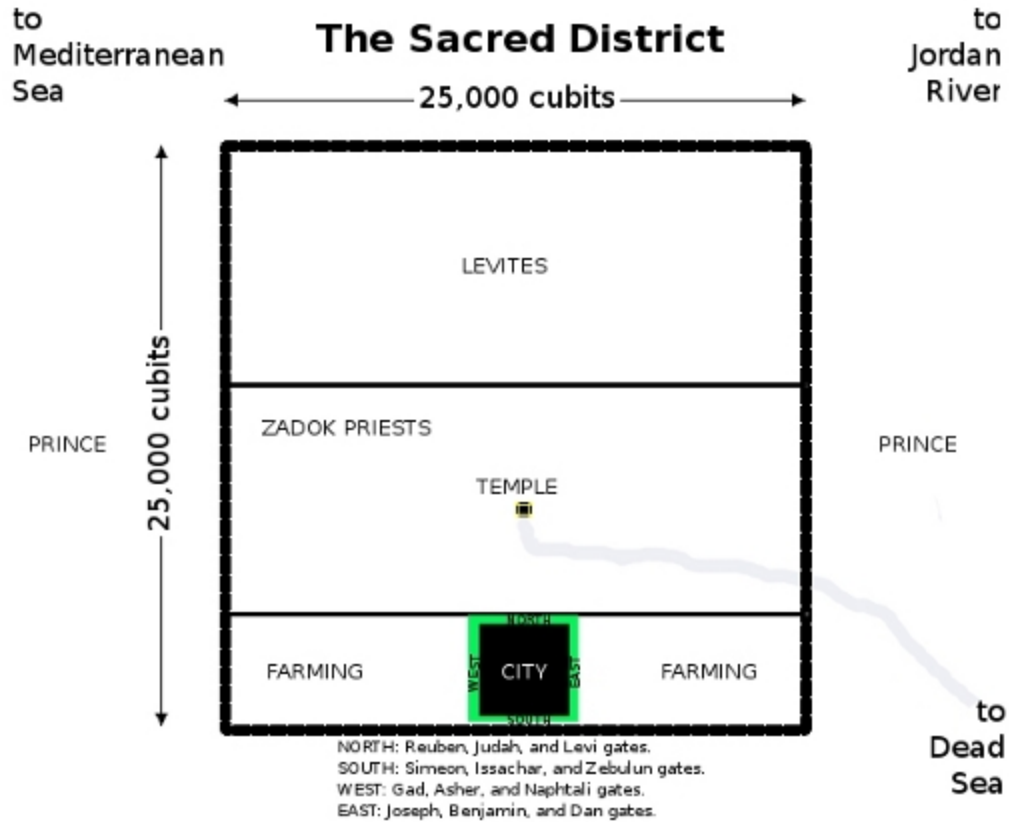 to
Mediterranean
Sea
The Sacred District
to
Jordan
River
25,000 cubits
25,000 cubits
LEVITES
ZADOK PRIESTS
PRINCE
PRINCE
TEMPLE
NORTH
WEST
EAST
FARMING
CITY
FARMING
SOUTH
to
Dead
Sea
NORTH: Reuben, Judah, and Levi gates.
SOUTH: Simeon, Issachar, and Zebulun gates.
WEST: Gad, Asher, and Naphtali gates.
EAST: Joseph, Benjamin, and Dan gates.